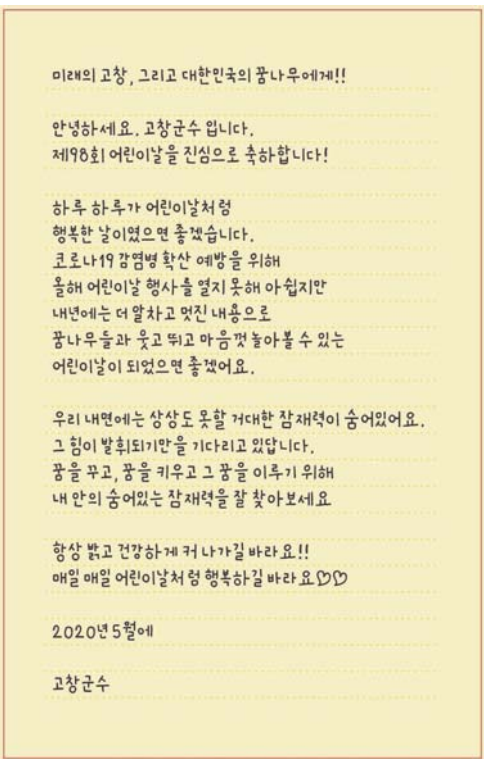 미래의 고창, 그리고 대한민국의 꿈나무에게!!
안녕하세요. 고창군수 입니다.
제98회 어린이날을 진심으로 축하합니다!
하루 하루가 어린이날처럼
행복한 날이였으면 좋겠습니다.
코로나19 감염병 확산 예방을 위해
올해 어린이날 행사를 열지 못해 아쉽지만
내년에는 더 알차고 멋진 내용으로
꿈나무들과 웃고 뛰고 마음껏 놀아볼 수 있는
어린이날이 되었으면 좋겠어요.
우리 내면에는 상상도 못할 거대한 잠재력이 숨어있어요.
그 힘이 발휘되기만을 기다리고 있답니다.
꿈을 꾸고, 꿈을 키우고 그 꿈을 이루기 위해
내 안의 숨어있는 잠재력을 잘 찾아보세요
항상 밝고 건강하게 커 나가길 바라요!!
매일 매일 어린이날처럼 행복하길 바라요♡♡
2020년 5월에
고창군수